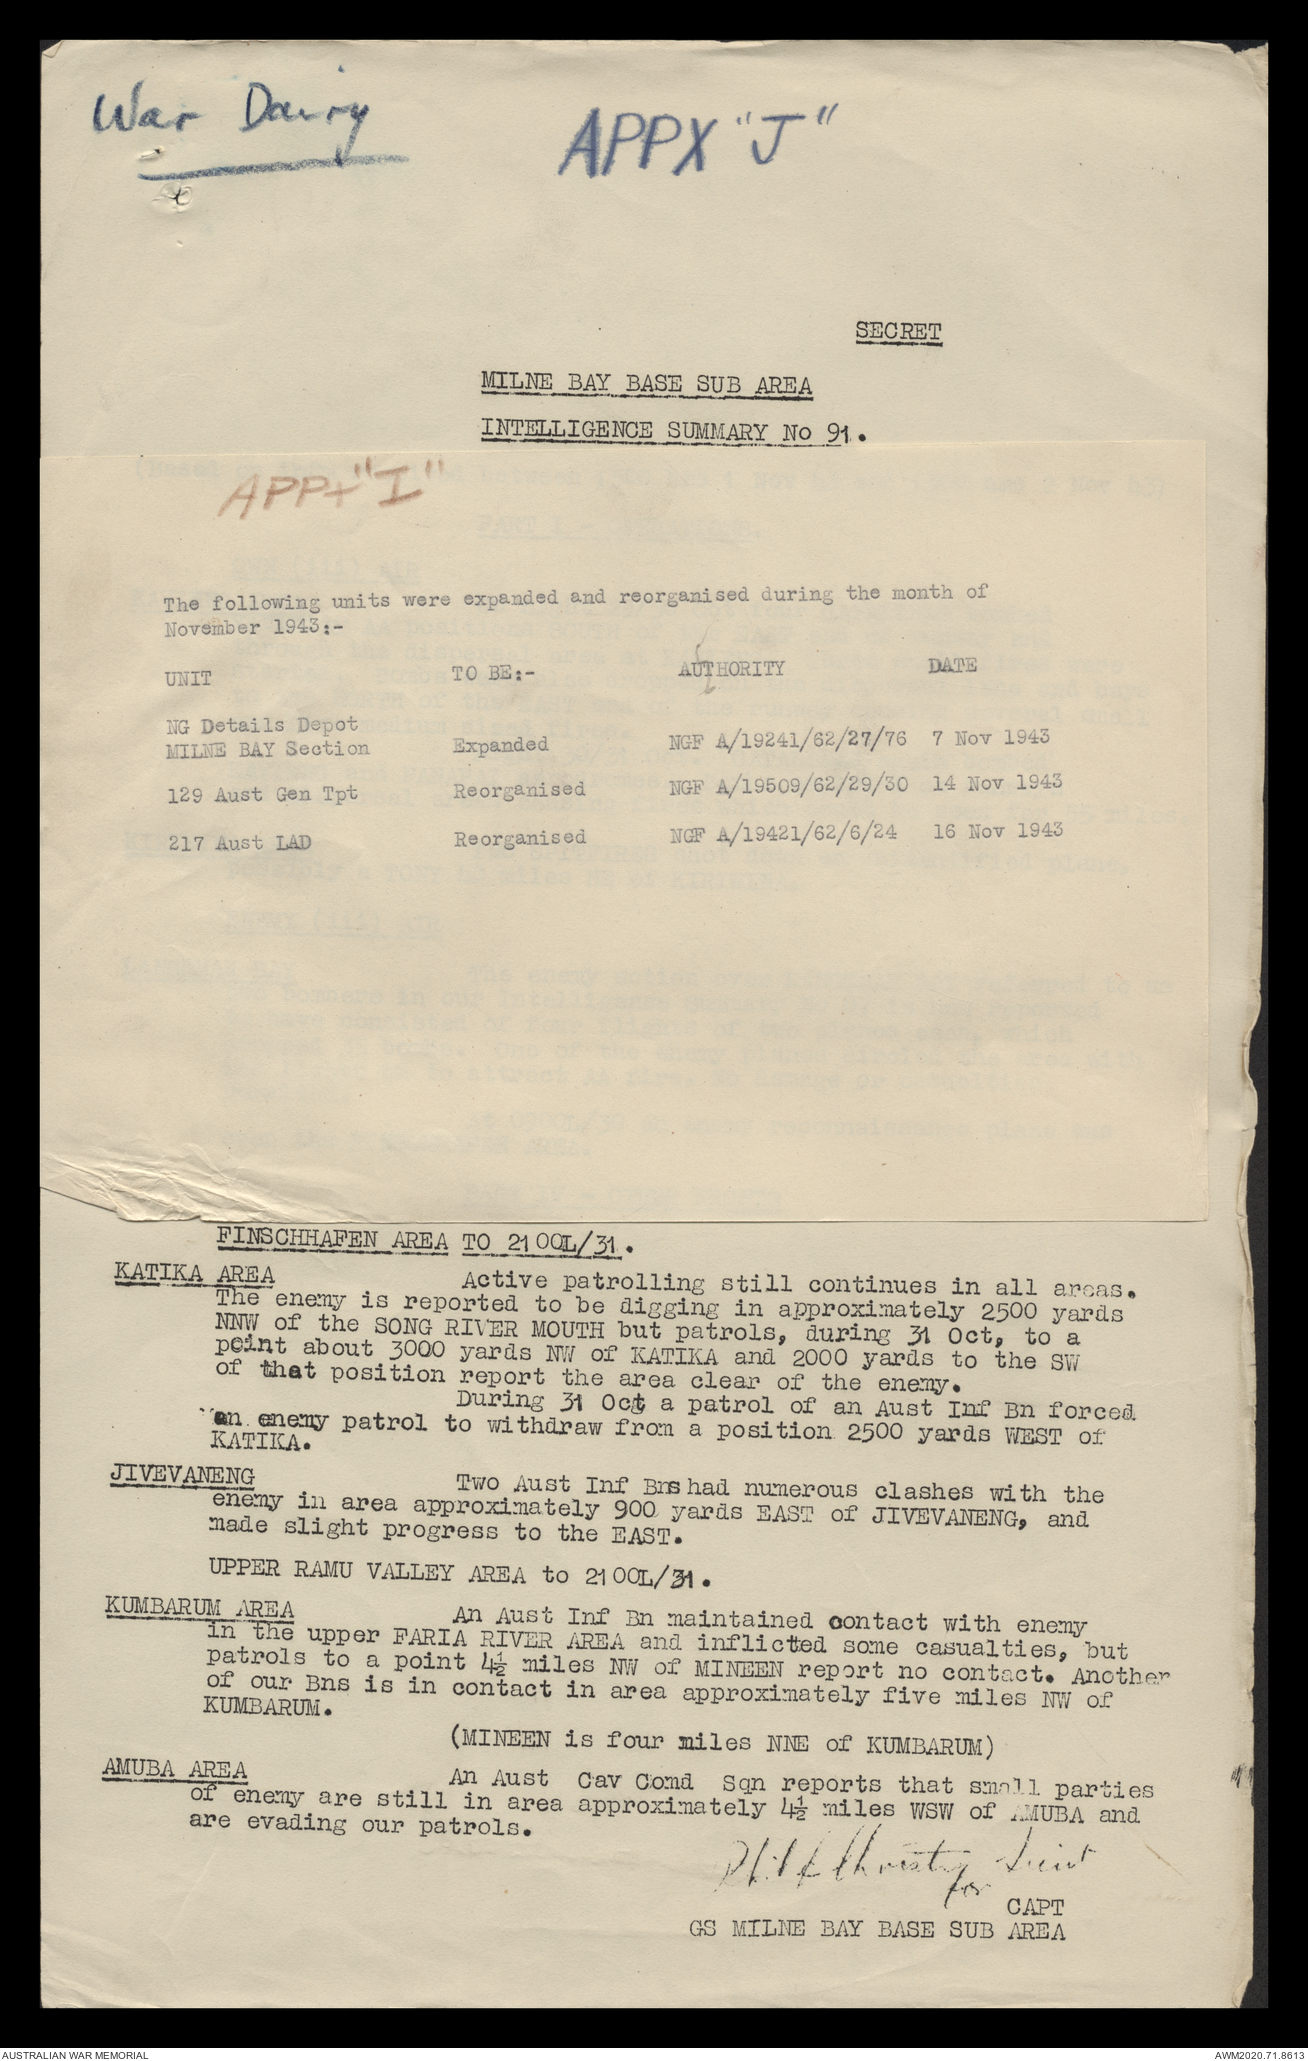 War Dairy
APPX "J"
SECRET
MILNE BAY BASE SUB AREA
INTELLIGENCE SUMMARY No 91.
APPX "I"
The following units were expanded and reorganised during the month of
November 1943:-
UNIT TO BE:- AUTHORITY DATE
NG Details Depot
MILNE BAY Section Expanded NGF A/19241/62/27/76 7 Nov 1943
129 Aust Gen Tpt Reorganised NGF A/19509/62/29/30 14 Nov 1943
217 Aust LAD Reorganised NGF A/19421/62/6/24 16 Nov 1943
FINSCHHAFEN AREA TO 2100L/31.
KATIKA AREA Active patrolling still continues in all areas.
The enemy is reported to be digging in approximately 2500 yards
NNW of the SONG RIVER MOUTH but patrols, during 31 Oct, to a
point about 3000 yards NW of KATIKA and 2000 yards to the SW
of that position report the area clear of the enemy.
During 31 Oct a patrol of an Aust Inf Bn forced
an enemy patrol to withdraw from a position 2500 yards WEST of
KATIKA.
JIVEVANENG Two Aust Inf Bns had numerous clashes with the
enemy in area approximately 900 yards EAST of JIVEVANENG, and
made slight progress to the EAST.
UPPER RAMU VALLEY AREA to 2100L/31.
KUMBARUM AREA An Aust Inf Bn maintained contact with enemy
in the upper FARIA RIVER AREA and inflicted some casualties, but
patrols to a point 4½ miles NW of MINEEN report no contact. Another
of our Bns is in contact in area approximately five miles NW of
KUMBARUM.
(MINEEN is four miles NNE of KUMBARUM)
AMUBA AREA An Aust Cav Comd Sqn reports that small parties
of enemy are still in area approximately 4½ miles WSW of AMUBA and
are evading our patrols.
Lieut
for
CAPT
GS MILNE BAY BASE SUB AREA
AUSTRALIAN WAR MEMORIAL
AWM2020.71.8613